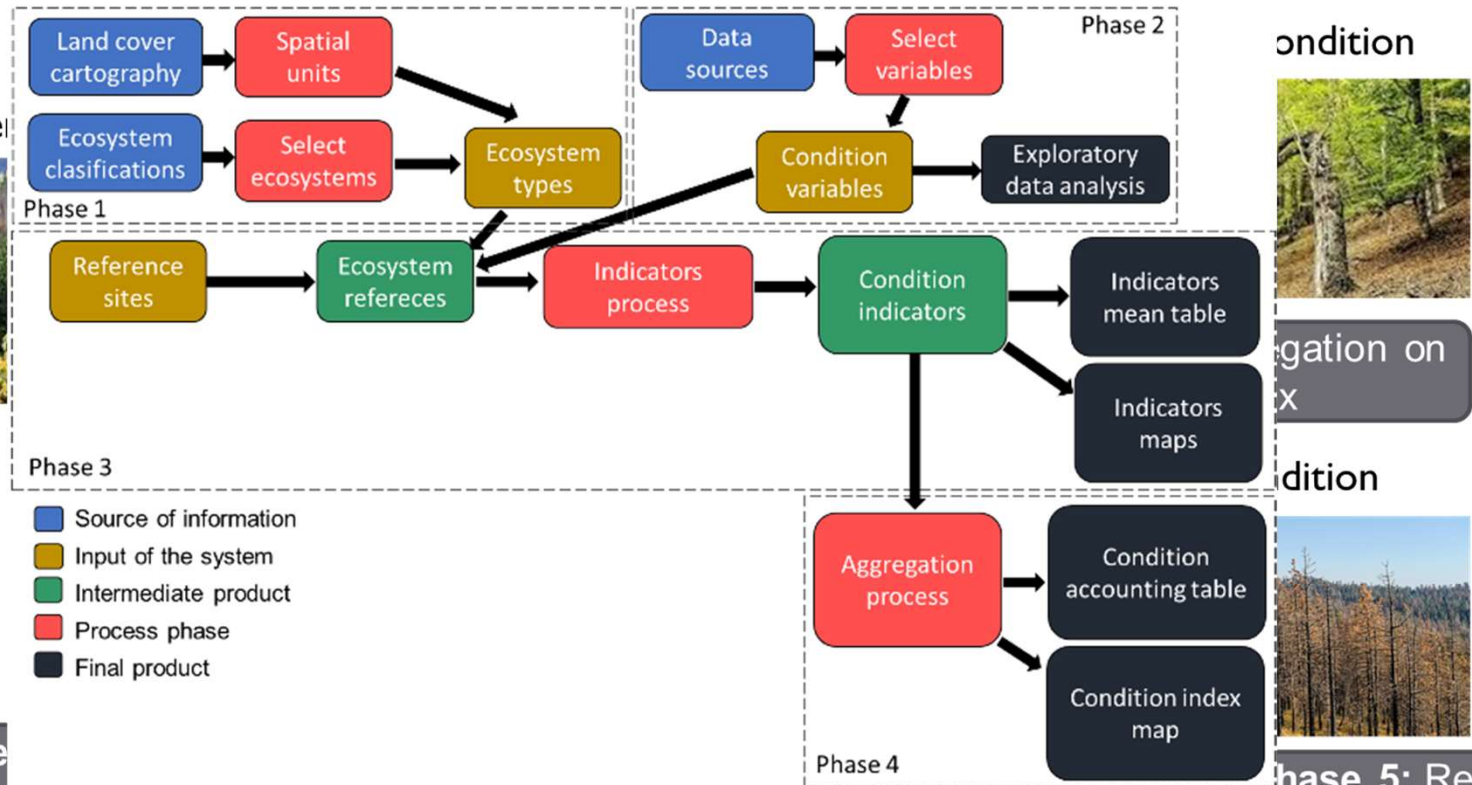 Land cover
cartography
Spatial
units
Ecosystem
clasifications
Select
ecosystems
Ecosystem
types
Phase 1
Data
sources
Select
variables
Phase 2
Condition
variables
Exploratory
data analysis
Reference
sites
Ecosystem
refereces
Indicators
process
Condition
indicators
Indicators
mean table
Indicators
maps
Phase 3
Source of information
Input of the system
Intermediate product
Process phase
Final product
Aggregation
process
Condition
accounting table
Condition index
map
Phase 4
ondition
gation on
x
dition
hase 5: Re